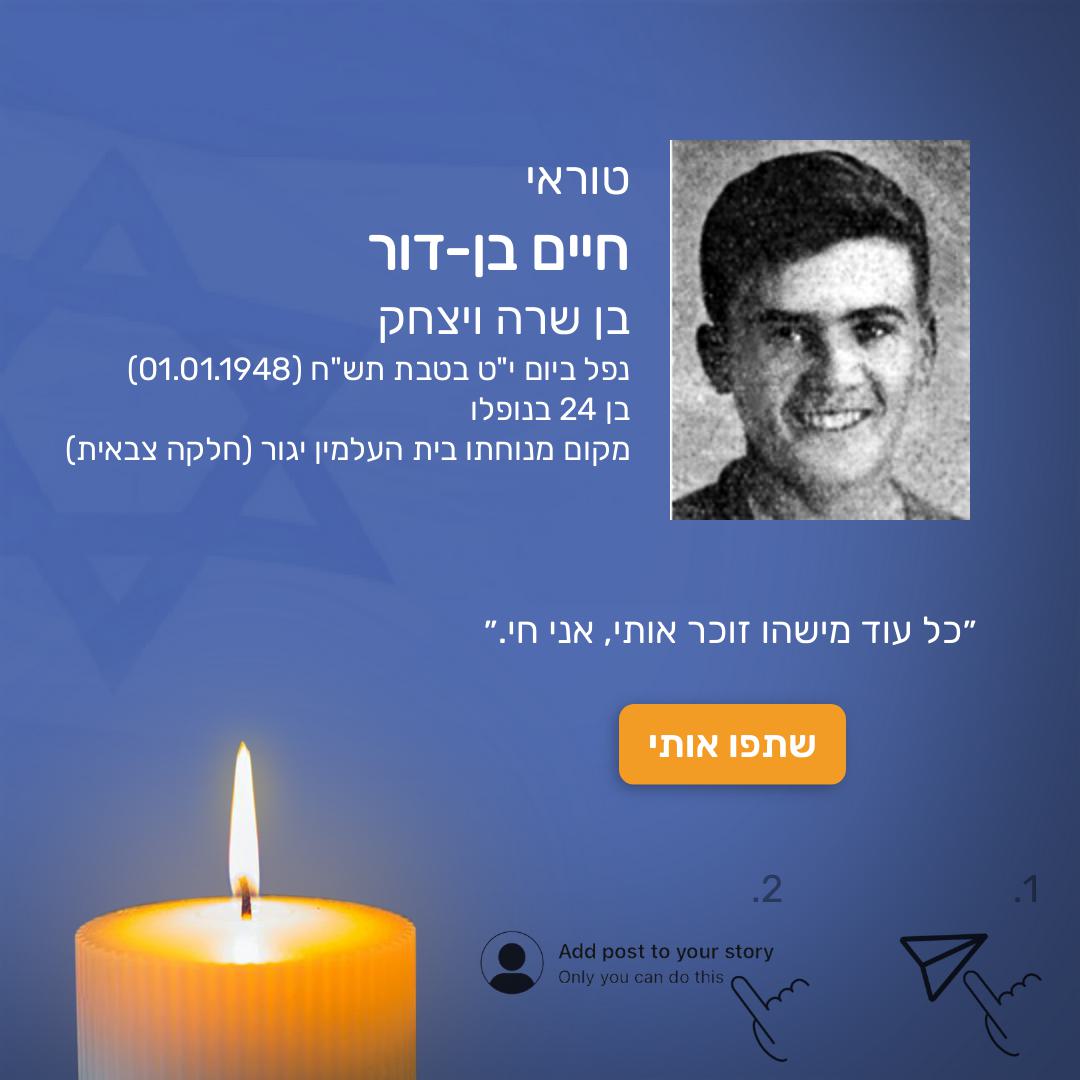 טוראי
חיים בן-דור
בן שרה ויצחק
נפל ביום י"ט בטבת תש"ח (01.01.1948)
בן 24 בנופלו
מקום מנוחתו בית העלמין יגור (חלקה צבאית)
״כל עוד מישהו זוכר אותי, אני חי.״
שתפו אותי
1.
2.
Add post to your story
Only you can do this